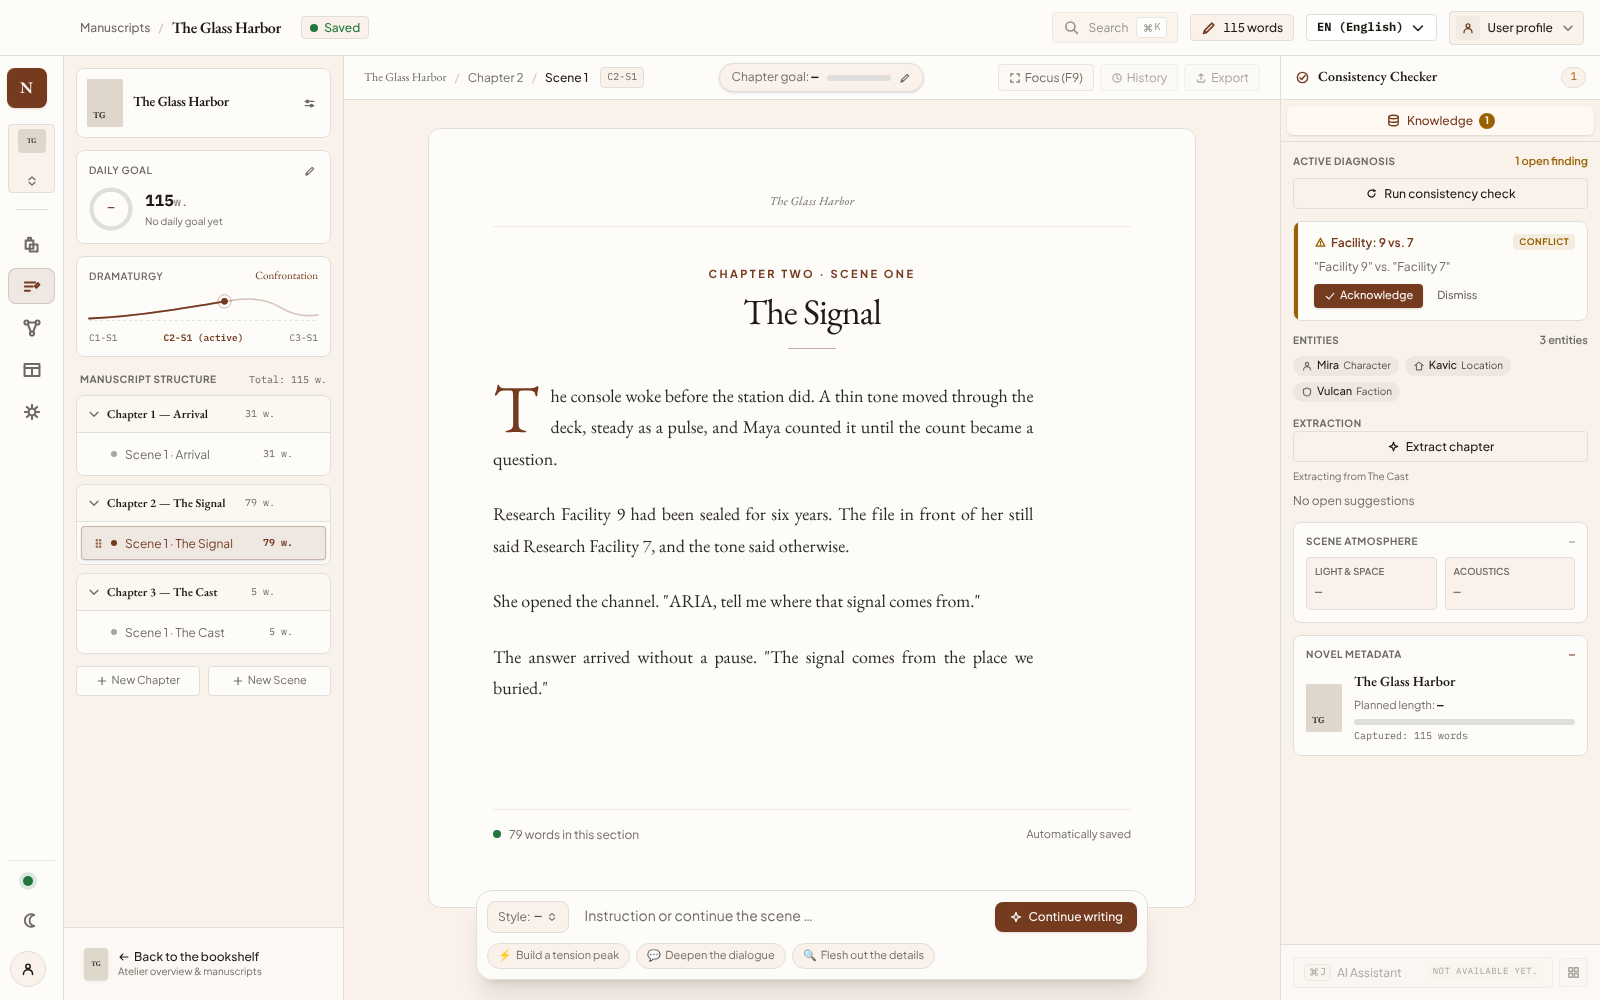 Manuscripts / The Glass Harbor
Saved
Search ⌘K
115 words
EN (English)
User profile
N
TG
TG
The Glass Harbor
DAILY GOAL
–
115w.
No daily goal yet
DRAMATURGY
Confrontation
C1-S1
C2-S1 (active)
C3-S1
MANUSCRIPT STRUCTURE
Total: 115 w.
Chapter 1 — Arrival
31 w.
Scene 1 · Arrival
31 w.
Chapter 2 — The Signal
79 w.
Scene 1 · The Signal
79 w.
Chapter 3 — The Cast
5 w.
Scene 1 · The Cast
5 w.
+ New Chapter
+ New Scene
TG
← Back to the bookshelf
Atelier overview & manuscripts
The Glass Harbor / Chapter 2 / Scene 1
C2-S1
Chapter goal: –
Focus (F9)
History
Export
The Glass Harbor
CHAPTER TWO · SCENE ONE
The Signal
The console woke before the station did. A thin tone moved through the
deck, steady as a pulse, and Maya counted it until the count became a
question.
Research Facility 9 had been sealed for six years. The file in front of her still
said Research Facility 7, and the tone said otherwise.
She opened the channel. "ARIA, tell me where that signal comes from."
The answer arrived without a pause. "The signal comes from the place we
buried."
79 words in this section
Automatically saved
Style: –
Instruction or continue the scene …
Continue writing
⚡ Build a tension peak
💬 Deepen the dialogue
🔍 Flesh out the details
Consistency Checker
1
Knowledge 1
ACTIVE DIAGNOSIS
1 open finding
Run consistency check
Facility: 9 vs. 7
CONFLICT
"Facility 9" vs. "Facility 7"
Acknowledge
Dismiss
ENTITIES
3 entities
Mira Character
Kavic Location
Vulcan Faction
EXTRACTION
Extract chapter
Extracting from The Cast
No open suggestions
SCENE ATMOSPHERE
–
LIGHT & SPACE
–
ACOUSTICS
–
NOVEL METADATA
–
TG
The Glass Harbor
Planned length: –
Captured: 115 words
⌘J AI Assistant
NOT AVAILABLE YET.